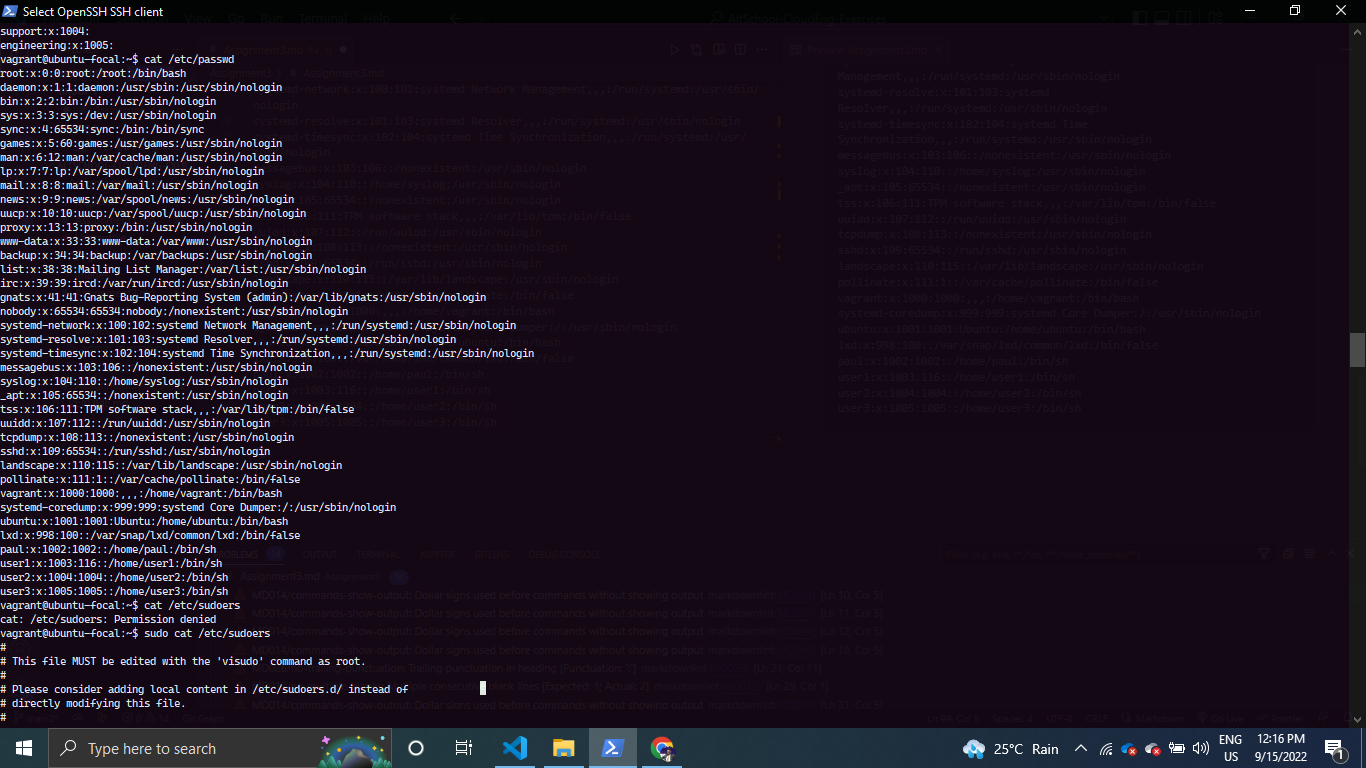 Select OpenSSH SSH client
support:x:1004:
engineering:x:1005:
vagrant@ubuntu-focal:~$ cat /etc/passwd
root:x:0:0:root:/root:/bin/bash
daemon:x:1:1:daemon:/usr/sbin:/usr/sbin/nologin
bin:x:2:2:bin:/bin:/usr/sbin/nologin
sys:x:3:3:sys:/dev:/usr/sbin/nologin
sync:x:4:65534:sync:/bin:/bin/sync
games:x:5:60:games:/usr/games:/usr/sbin/nologin
man:x:6:12:man:/var/cache/man:/usr/sbin/nologin
lp:x:7:7:lp:/var/spool/lpd:/usr/sbin/nologin
mail:x:8:8:mail:/var/mail:/usr/sbin/nologin
news:x:9:9:news:/var/spool/news:/usr/sbin/nologin
uucp:x:10:10:uucp:/var/spool/uucp:/usr/sbin/nologin
proxy:x:13:13:proxy:/bin:/usr/sbin/nologin
www-data:x:33:33:www-data:/var/www:/usr/sbin/nologin
backup:x:34:34:backup:/var/backups:/usr/sbin/nologin
list:x:38:38:Mailing List Manager:/var/list:/usr/sbin/nologin
irc:x:39:39:ircd:/var/run/ircd:/usr/sbin/nologin
gnats:x:41:41:Gnats Bug-Reporting System (admin):/var/lib/gnats:/usr/sbin/nologin
nobody:x:65534:65534:nobody:/nonexistent:/usr/sbin/nologin
systemd-network:x:100:102:systemd Network Management,,,:/run/systemd:/usr/sbin/nologin
systemd-resolve:x:101:103:systemd Resolver,,,:/run/systemd:/usr/sbin/nologin
systemd-timesync:x:102:104:systemd Time Synchronization,,,:/run/systemd:/usr/sbin/nologin
messagebus:x:103:106::/nonexistent:/usr/sbin/nologin
syslog:x:104:110::/home/syslog:/usr/sbin/nologin
_apt:x:105:65534::/nonexistent:/usr/sbin/nologin
tss:x:106:111:TPM software stack,,,:/var/lib/tpm:/bin/false
uuidd:x:107:112::/run/uuidd:/usr/sbin/nologin
tcpdump:x:108:113::/nonexistent:/usr/sbin/nologin
sshd:x:109:65534::/run/sshd:/usr/sbin/nologin
landscape:x:110:115::/var/lib/landscape:/usr/sbin/nologin
pollinate:x:111:1::/var/cache/pollinate:/bin/false
vagrant:x:1000:1000:,,,:/home/vagrant:/bin/bash
systemd-coredump:x:999:999:systemd Core Dumper:/:/usr/sbin/nologin
ubuntu:x:1001:1001:Ubuntu:/home/ubuntu:/bin/bash
lxd:x:998:100::/var/snap/lxd/common/lxd:/bin/false
paul:x:1002:1002::/home/paul:/bin/sh
user1:x:1003:116::/home/user1:/bin/sh
user2:x:1004:1004::/home/user2:/bin/sh
user3:x:1005:1005::/home/user3:/bin/sh
vagrant@ubuntu-focal:~$ cat /etc/sudoers
cat: /etc/sudoers: Permission denied
vagrant@ubuntu-focal:~$ sudo cat /etc/sudoers
#
# This file MUST be edited with the 'visudo' command as root.
#
# Please consider adding local content in /etc/sudoers.d/ instead of
# directly modifying this file.
#
Type here to search
25°C Rain
ENG
US
12:16 PM
9/15/2022
1